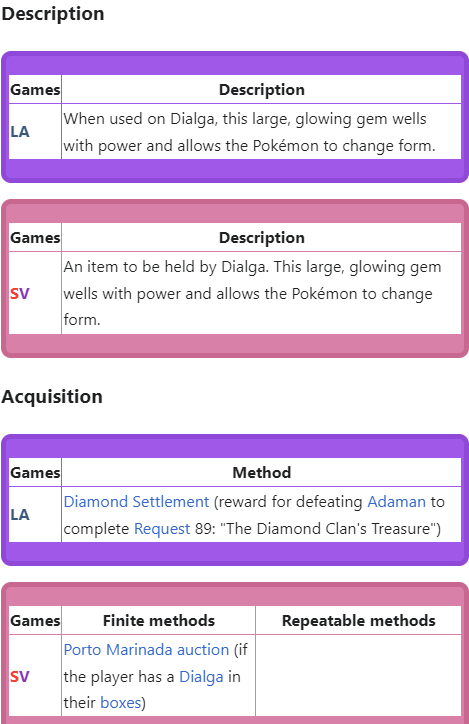 Description
Games Description
LA When used on Dialga, this large, glowing gem wells
with power and allows the Pokémon to change form.
Games Description
An item to be held by Dialga. This large, glowing gem
SV wells with power and allows the Pokémon to change
form.
Acquisition
Games Method
LA Diamond Settlement (reward for defeating Adaman to
complete Request 89: "The Diamond Clan's Treasure")
Games Finite methods Repeatable methods
Porto Marinada auction (if
SV the player has a Dialga in
their boxes)